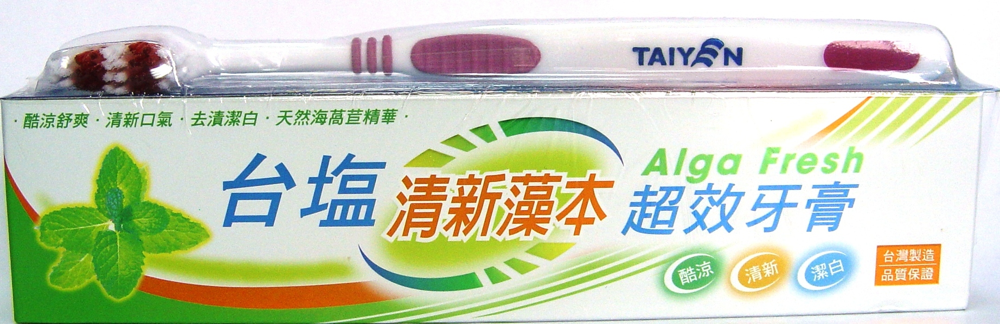 TAIYEN
·酷涼舒爽·清新口氣·去漬潔白·天然海萵苣精華·
台塩
清新藻本
Alga Fresh
超效牙膏
酷涼
清新
潔白
台灣製造
品質保證